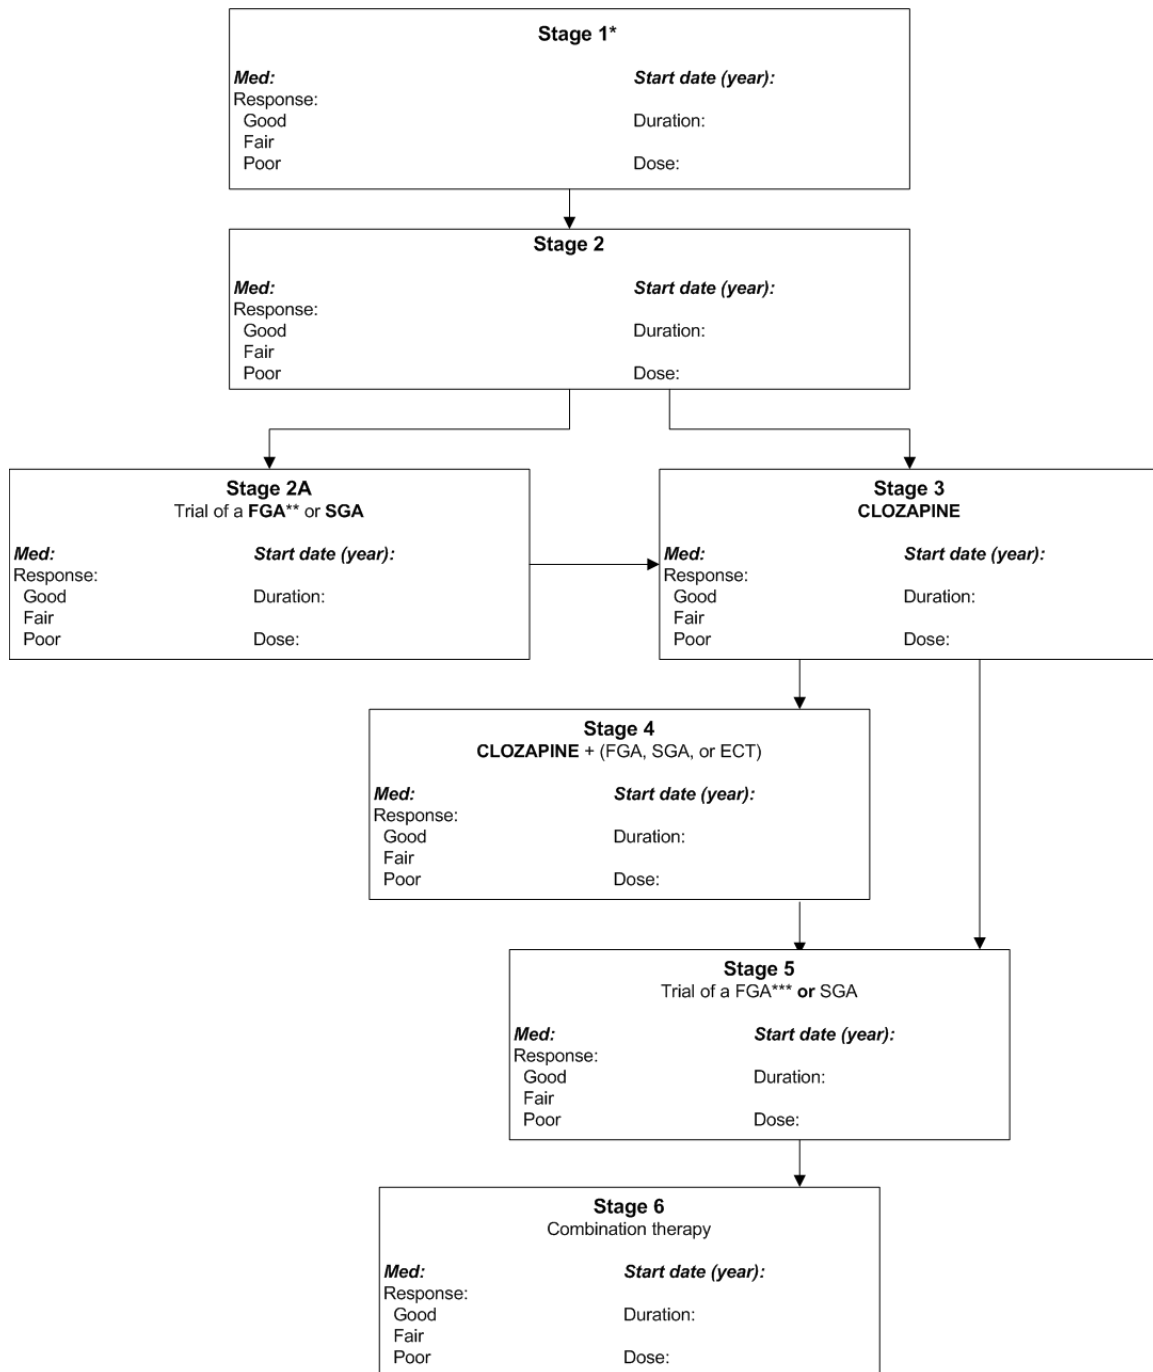 Stage 1*
Med: Start date (year):
Response:
Good Duration:
Fair
Poor Dose:
Stage 2
Med: Start date (year):
Response:
Good Duration:
Fair
Poor Dose:
Stage 2A
Trial of a FGA** or SGA
Med: Start date (year):
Response:
Good Duration:
Fair
Poor Dose:
Stage 3
CLOZAPINE
Med: Start date (year):
Response:
Good Duration:
Fair
Poor Dose:
Stage 4
CLOZAPINE + (FGA, SGA, or ECT)
Med: Start date (year):
Response:
Good Duration:
Fair
Poor Dose:
Stage 5
Trial of a FGA*** or SGA
Med: Start date (year):
Response:
Good Duration:
Fair
Poor Dose:
Stage 6
Combination therapy
Med: Start date (year):
Response:
Good Duration:
Fair
Poor Dose: